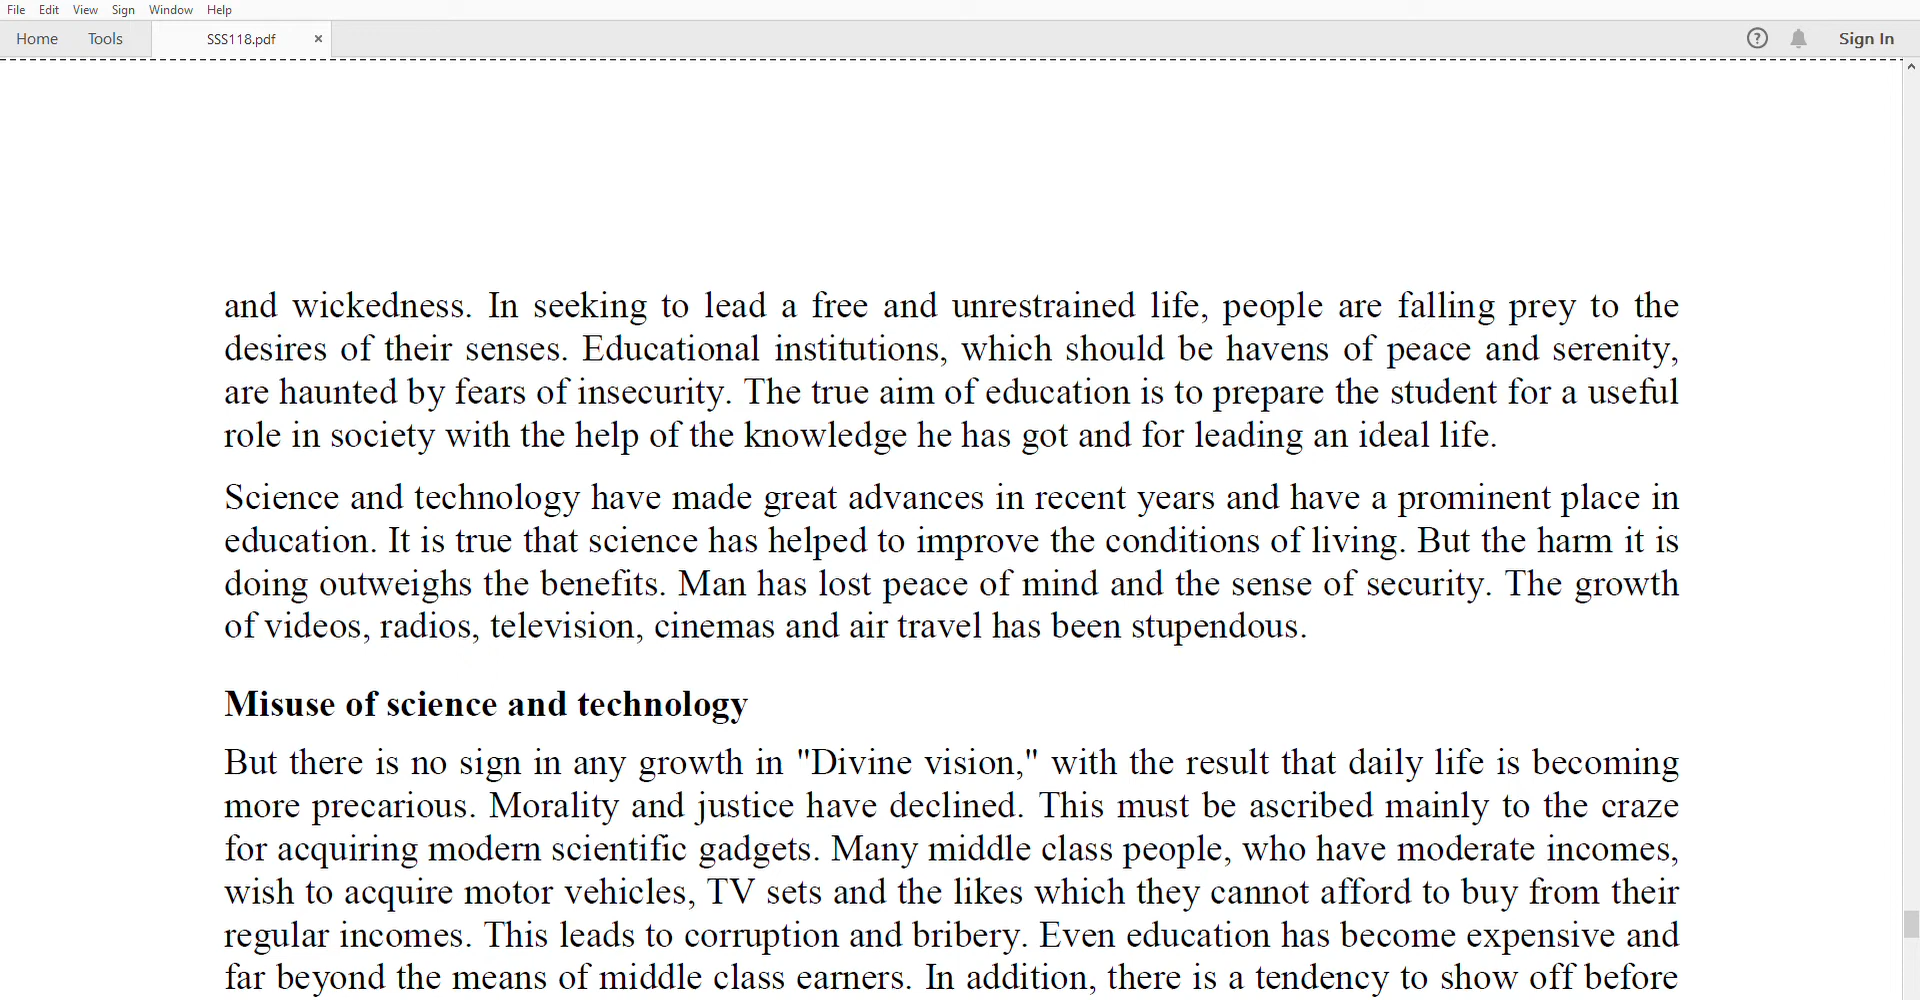 File Edit View Sign Window Help
Home Tools SSS118.pdf × ? Sign In
and wickedness. In seeking to lead a free and unrestrained life, people are falling prey to the
desires of their senses. Educational institutions, which should be havens of peace and serenity,
are haunted by fears of insecurity. The true aim of education is to prepare the student for a useful
role in society with the help of the knowledge he has got and for leading an ideal life.
Science and technology have made great advances in recent years and have a prominent place in
education. It is true that science has helped to improve the conditions of living. But the harm it is
doing outweighs the benefits. Man has lost peace of mind and the sense of security. The growth
of videos, radios, television, cinemas and air travel has been stupendous.
Misuse of science and technology
But there is no sign in any growth in "Divine vision," with the result that daily life is becoming
more precarious. Morality and justice have declined. This must be ascribed mainly to the craze
for acquiring modern scientific gadgets. Many middle class people, who have moderate incomes,
wish to acquire motor vehicles, TV sets and the likes which they cannot afford to buy from their
regular incomes. This leads to corruption and bribery. Even education has become expensive and
far beyond the means of middle class earners. In addition, there is a tendency to show off before